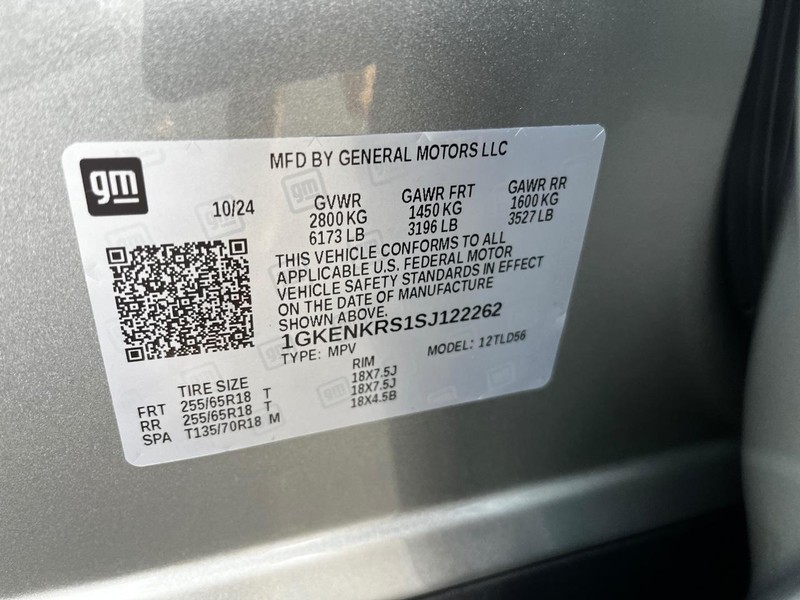 gm
MFD BY GENERAL MOTORS LLC
10/24
GVWR
2800 KG
6173 LB
GAWR FRT
1450 KG
3196 LB
GAWR RR
1600 KG
3527 LB
THIS VEHICLE CONFORMS TO ALL
APPLICABLE U.S. FEDERAL MOTOR
VEHICLE SAFETY STANDARDS IN EFFECT
ON THE DATE OF MANUFACTURE
SHOWN ABOVE.
1GKENKRS1SJ122262
TYPE: MPV MODEL: 12TLD56
TIRE SIZE RIM
FRT 255/65R18 T 18X7.5J
RR 255/65R18 T 18X7.5J
SPA T135/70R18 M 18X4.5B